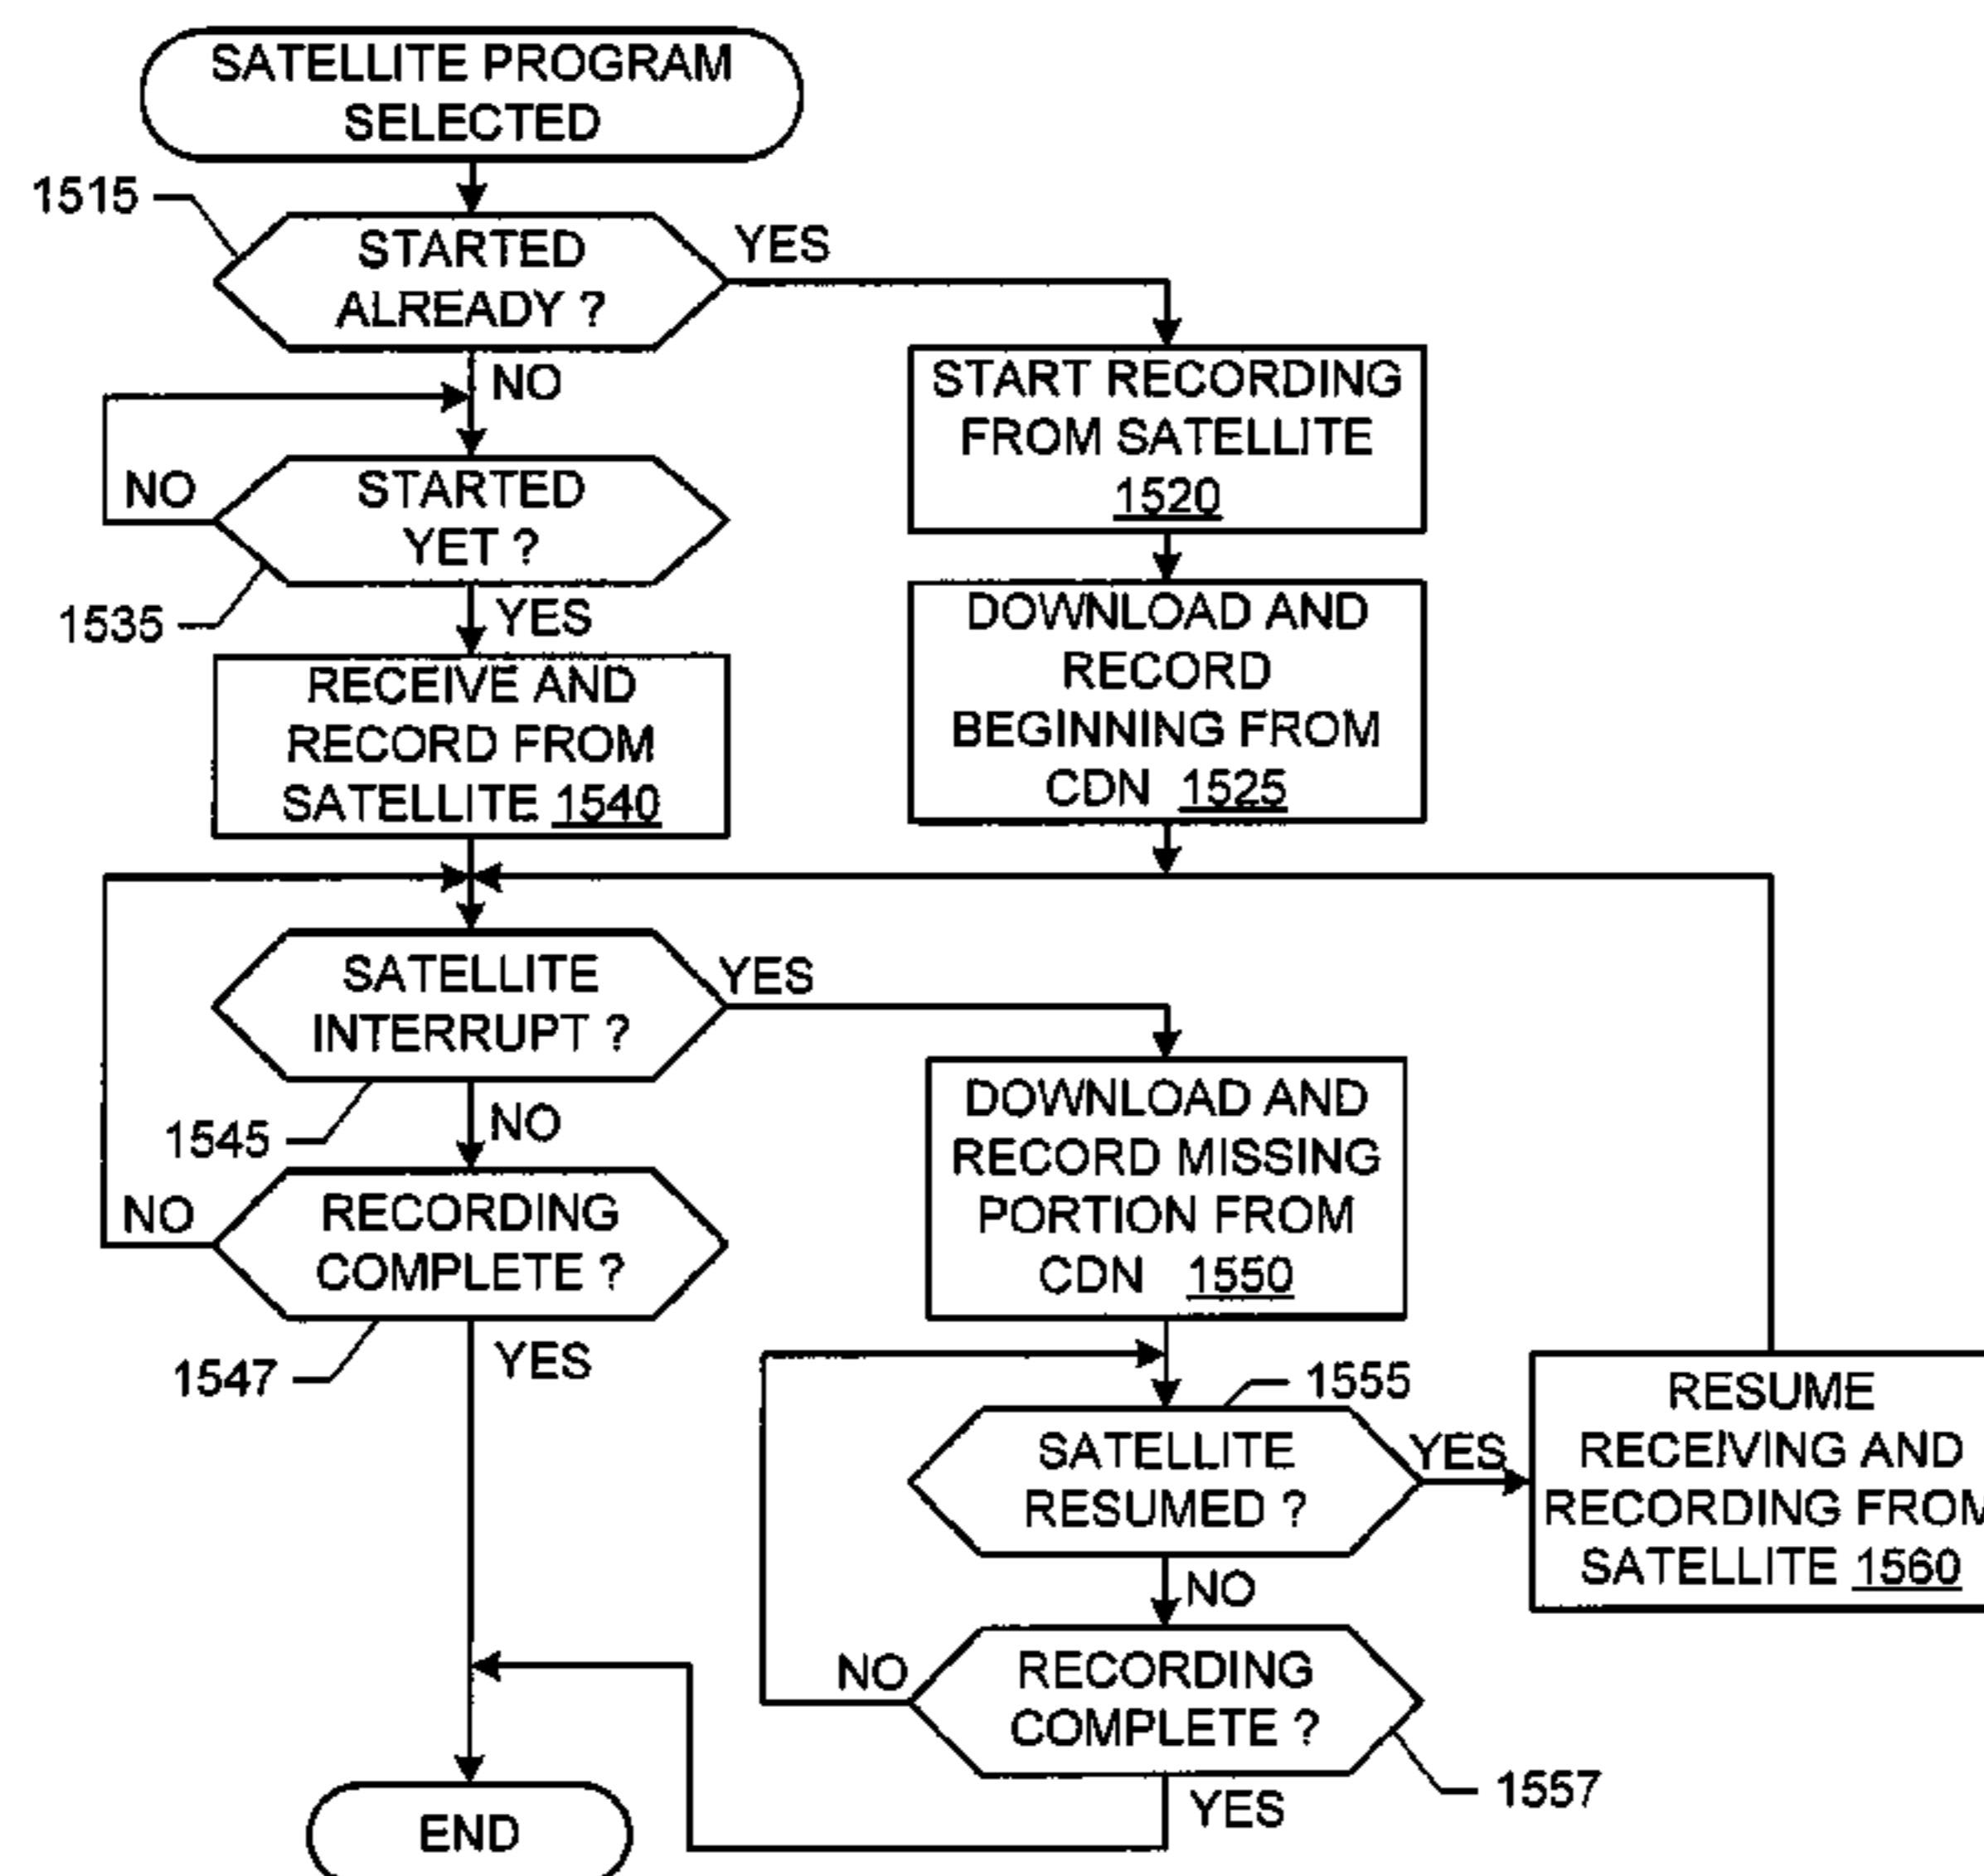 SATELLITE PROGRAM
SELECTED
1515
STARTED
ALREADY ?
YES
NO
START RECORDING
FROM SATELLITE
1520
NO
STARTED
YET ?
1535
YES
DOWNLOAD AND
RECORD
BEGINNING FROM
CDN 1525
RECEIVE AND
RECORD FROM
SATELLITE 1540
SATELLITE
INTERRUPT ?
YES
1545
NO
DOWNLOAD AND
RECORD MISSING
PORTION FROM
CDN 1550
NO
RECORDING
COMPLETE ?
1547
YES
1555
SATELLITE
RESUMED ?
YES
RESUME
RECEIVING AND
RECORDING FROM
SATELLITE 1560
NO
NO
RECORDING
COMPLETE ?
1557
YES
END